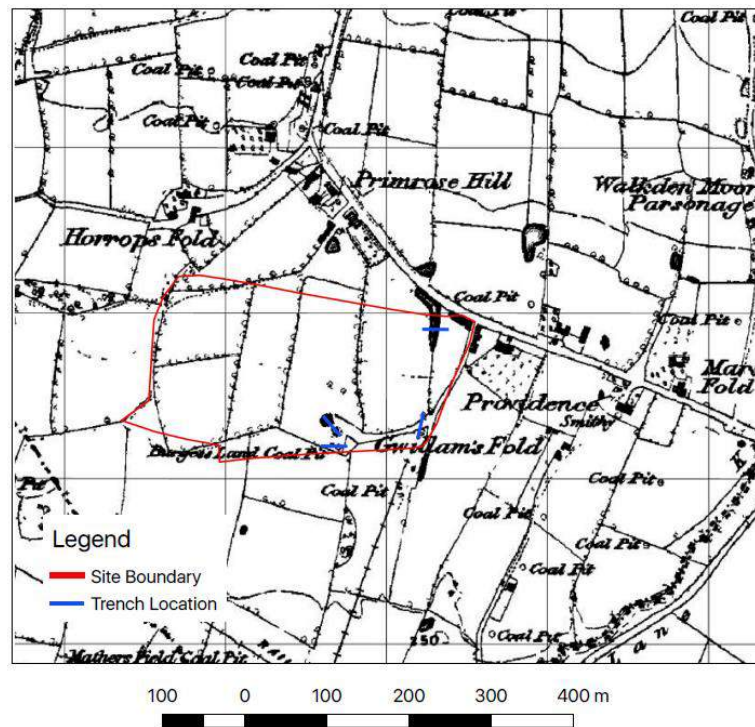 Coal Pit
Coal Pit
Coal Pit
Coal Pit
Coal Pit
Coal Pit
Primrose Hill
Walkden Moor
Parsonage
Horrops Fold
Coal Pit
Coal Pit
Providence
Smithy
Fold
Gwillam's Fold
Burgess Land Coal Pit
Coal Pit
Coal Pit
Pit
Coal Pit
Coal Pit
Legend
Site Boundary
Trench Location
250
Coal Pit
Lane
Mathers Field Coal Pit
100 0 100 200 300 400 m